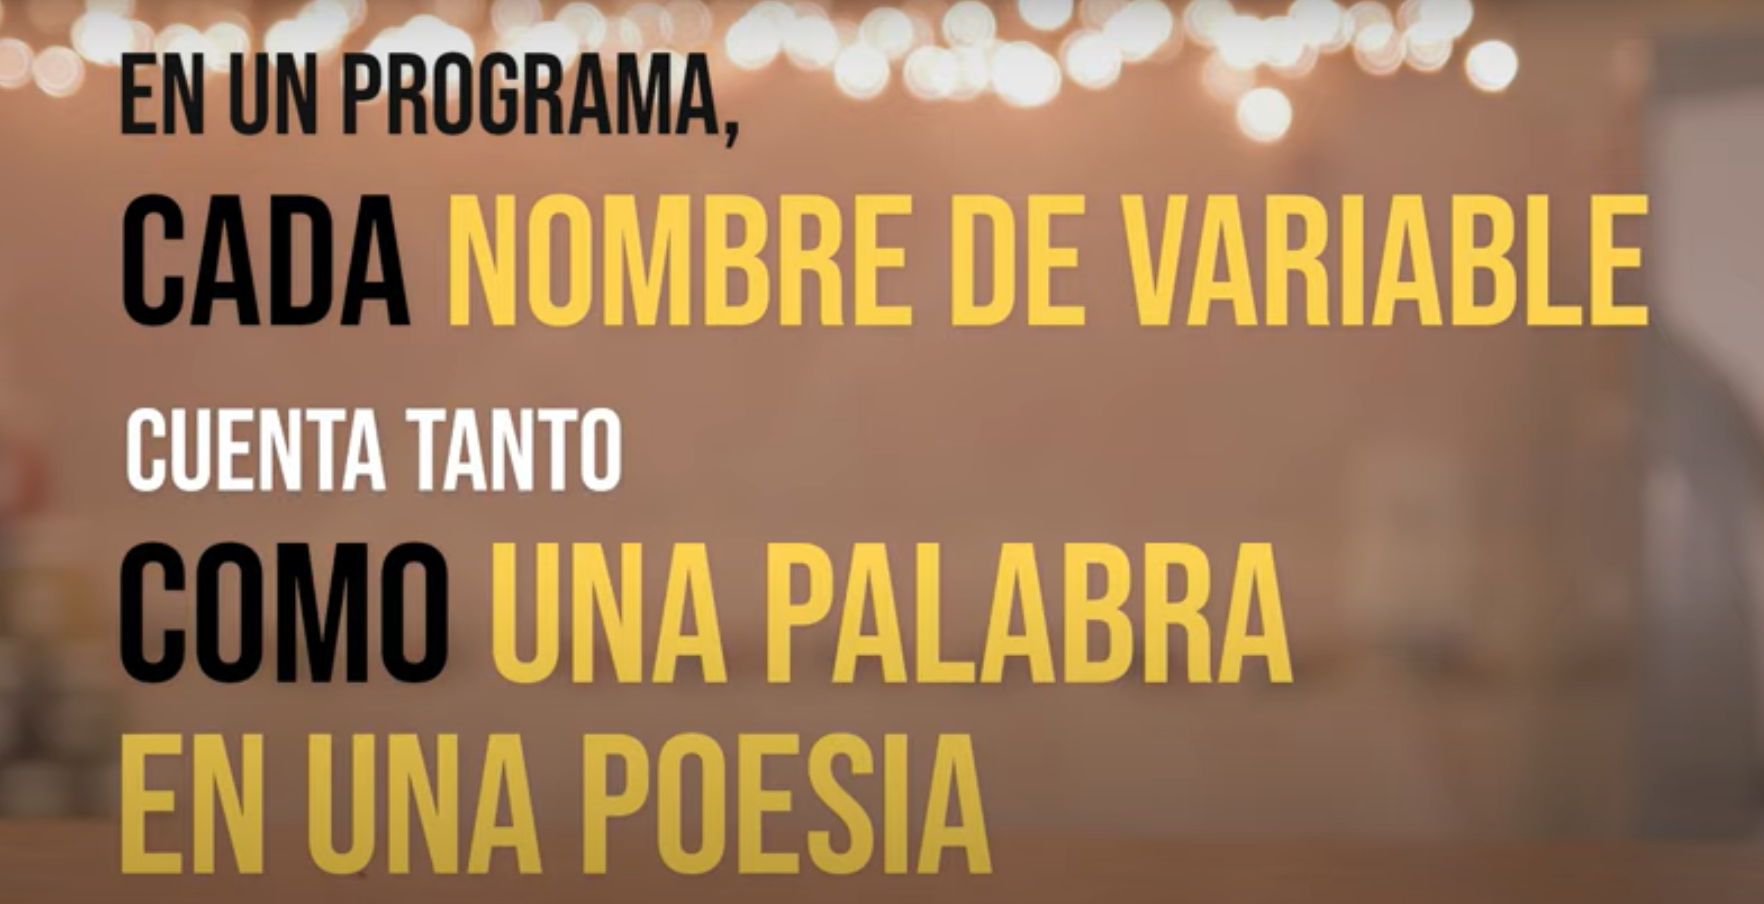 EN UN PROGRAMA,
CADA NOMBRE DE VARIABLE
CUENTA TANTO
COMO UNA PALABRA
EN UNA POESIA